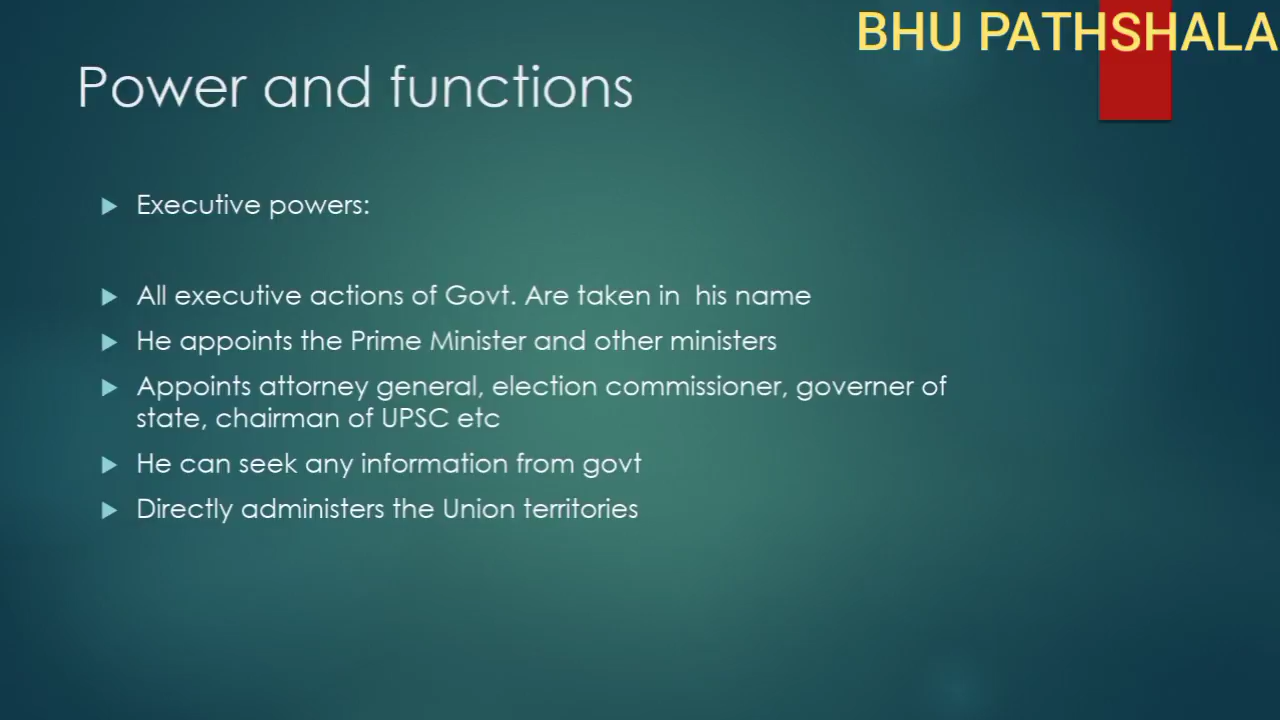 BHU PATHSHALA
Power and functions
Executive powers:
All executive actions of Govt. Are taken in his name
He appoints the Prime Minister and other ministers
Appoints attorney general, election commissioner, governer of
state, chairman of UPSC etc
He can seek any information from govt
Directly administers the Union territories